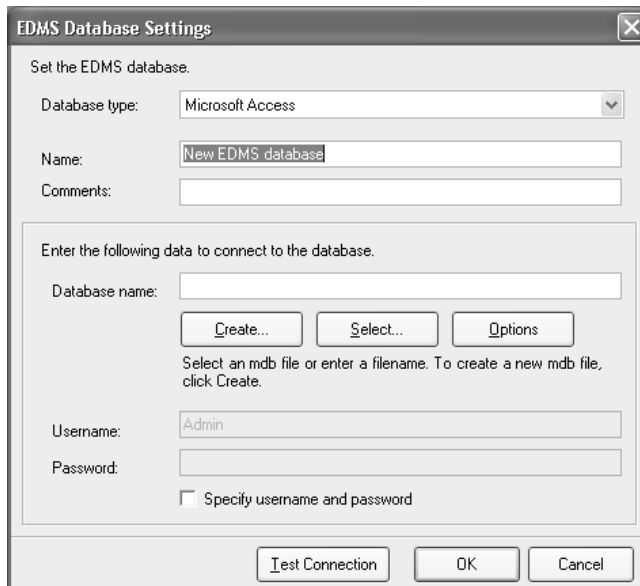 EDMS Database Settings
Set the EDMS database.
Database type: Microsoft Access
Name: New EDMS database
Comments:
Enter the following data to connect to the database.
Database name:
Create... Select... Options
Select an mdb file or enter a filename. To create a new mdb file,
click Create.
Username: Admin
Password:
Specify username and password
Test Connection OK Cancel